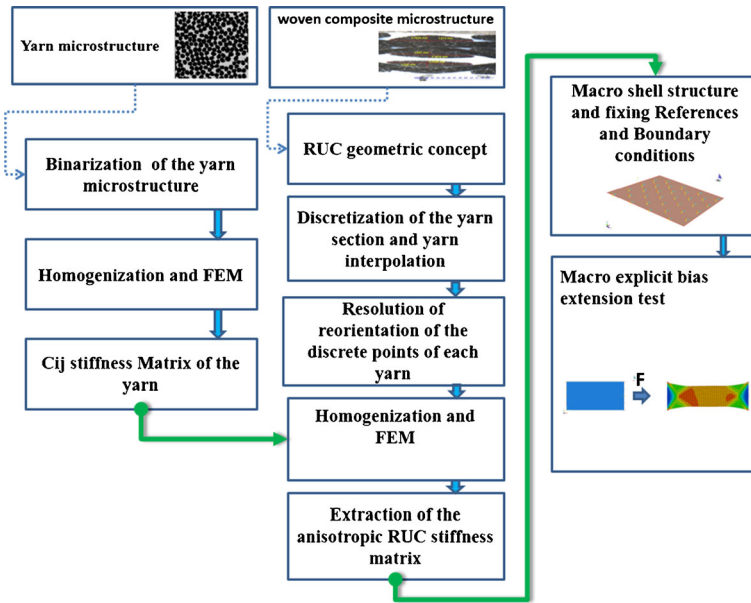 Yarn microstructure
Binarization of the yarn
microstructure
Homogenization and FEM
Cij stiffness Matrix of the
yarn
woven composite microstructure
RUC geometric concept
Discretization of the yarn
section and yarn
interpolation
Resolution of
reorientation of the
discrete points of each
yarn
Homogenization and
FEM
Extraction of the
anisotropic RUC stiffness
matrix
Macro shell structure
and fixing References
and Boundary
conditions
Macro explicit bias
extension test
F